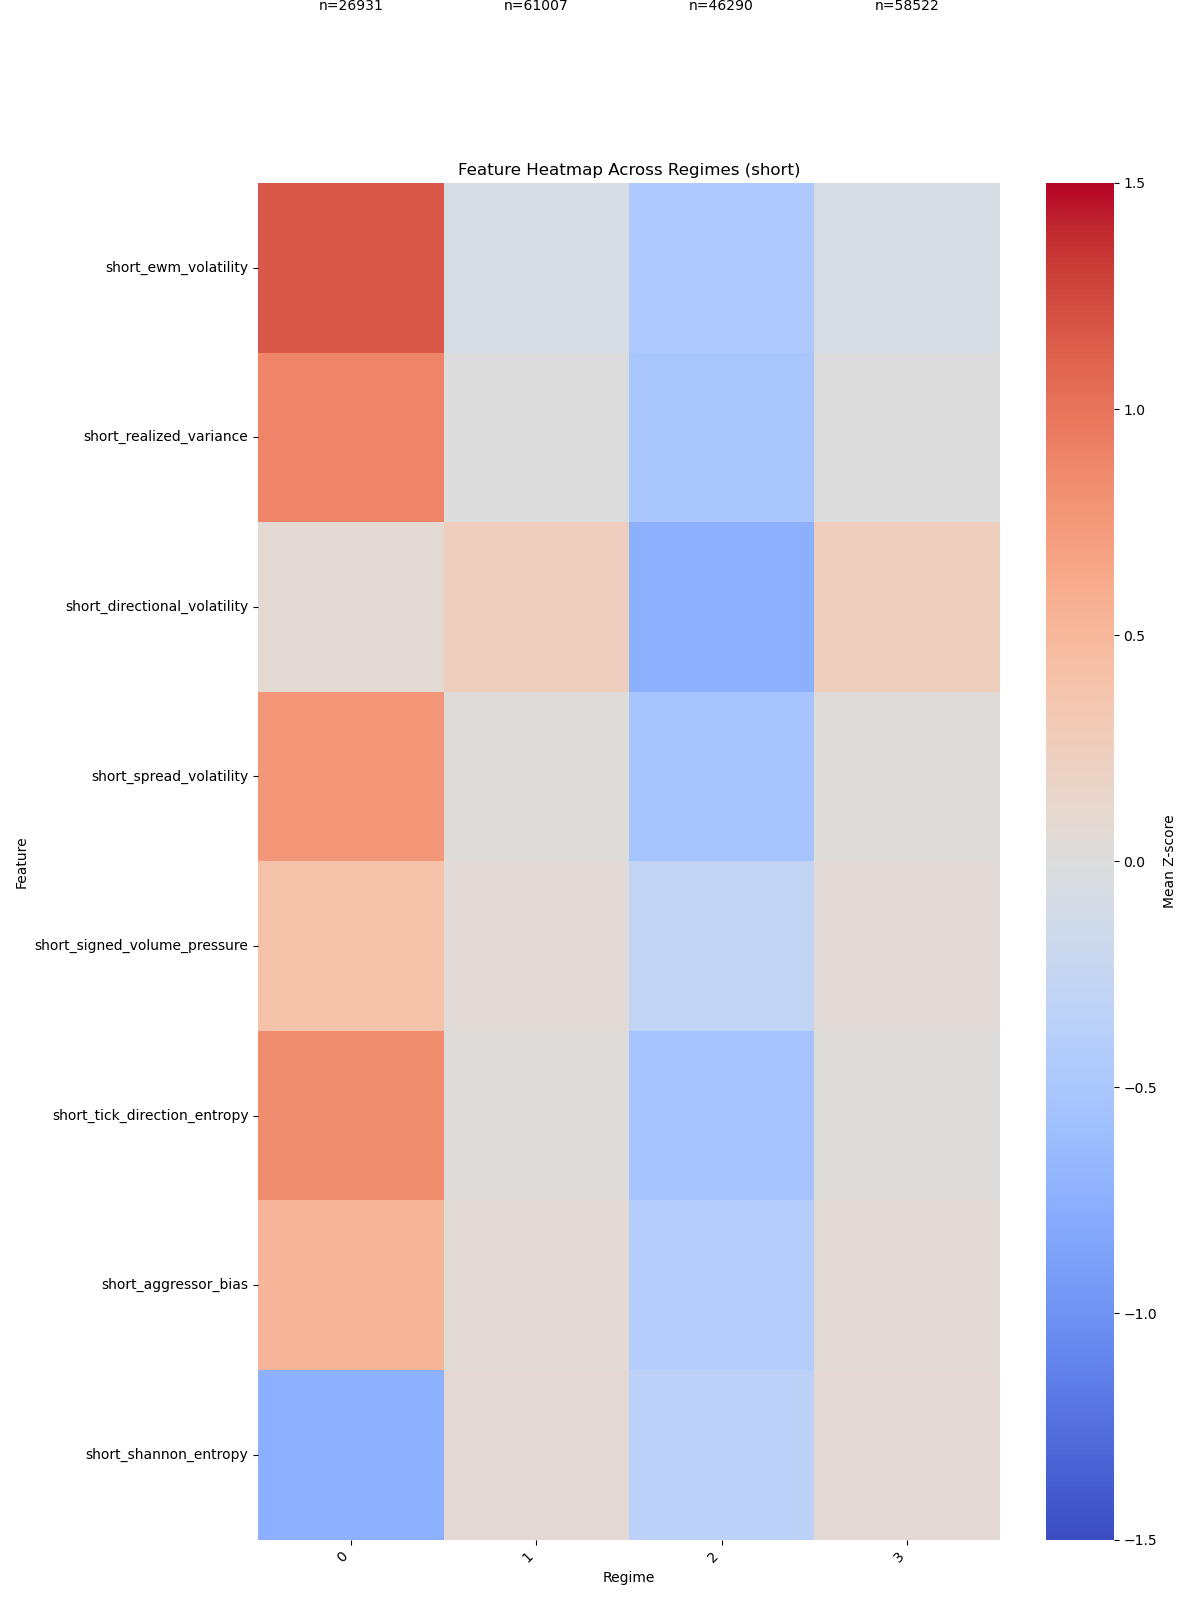 n=26931 n=61007 n=46290 n=58522
Feature Heatmap Across Regimes (short)
short_ewm_volatility
short_realized_variance
short_directional_volatility
short_spread_volatility
short_signed_volume_pressure
short_tick_direction_entropy
short_aggressor_bias
short_shannon_entropy
Feature
0 1 2 3
Regime
1.5
1.0
0.5
0.0
−0.5
−1.0
−1.5
Mean Z-score